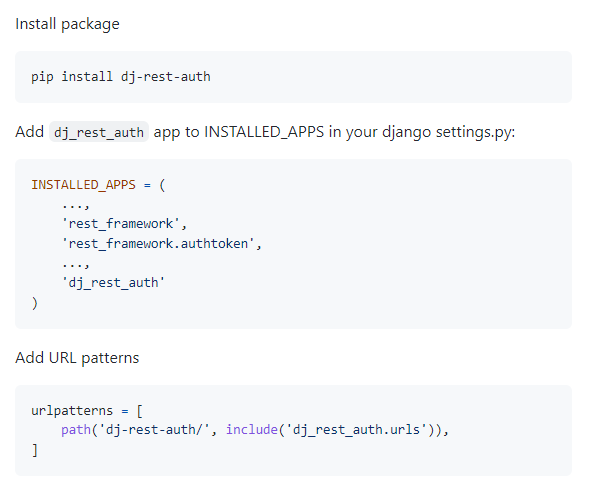 Install package
pip install dj-rest-auth
Add dj_rest_auth app to INSTALLED_APPS in your django settings.py:
INSTALLED_APPS = (
    ...,
    'rest_framework',
    'rest_framework.authtoken',
    ...,
    'dj_rest_auth'
)
Add URL patterns
urlpatterns = [
    path('dj-rest-auth/', include('dj_rest_auth.urls')),
]